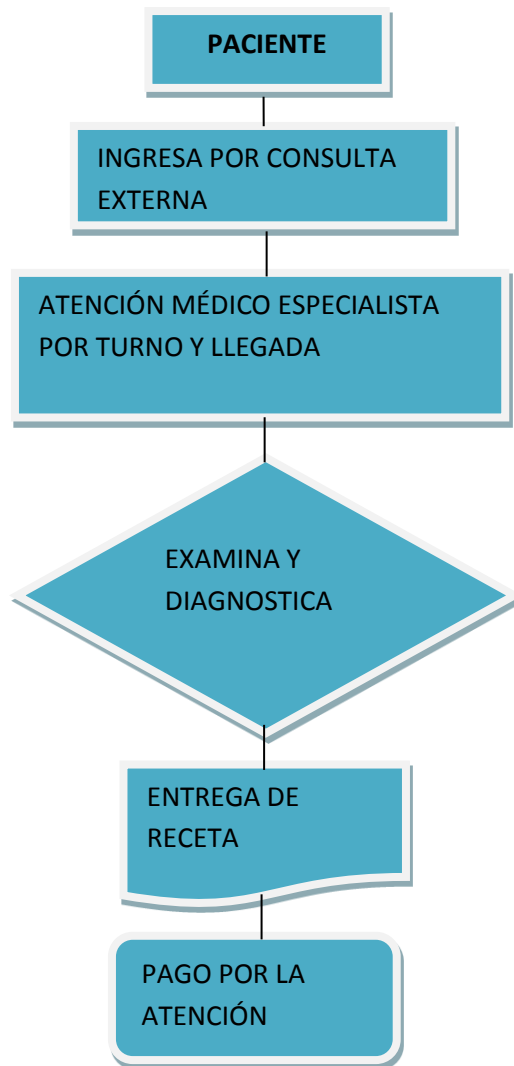 PACIENTE
INGRESA POR CONSULTA
EXTERNA
ATENCIÓN MÉDICO ESPECIALISTA
POR TURNO Y LLEGADA
EXAMINA Y
DIAGNOSTICA
ENTREGA DE
RECETA
PAGO POR LA
ATENCIÓN